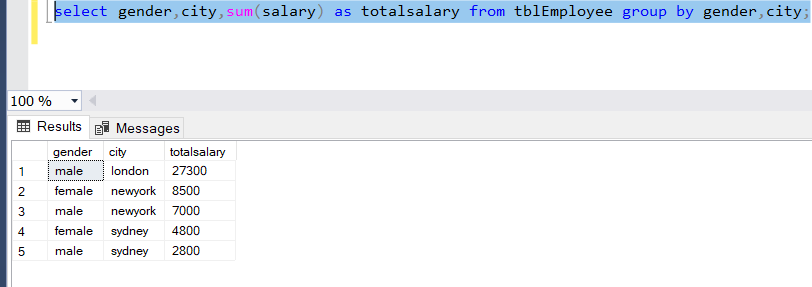 select gender,city,sum(salary) as totalsalary from tblEmployee group by gender,city;
100 %
Results Messages
gender city totalsalary
1 male london 27300
2 female newyork 8500
3 male newyork 7000
4 female sydney 4800
5 male sydney 2800